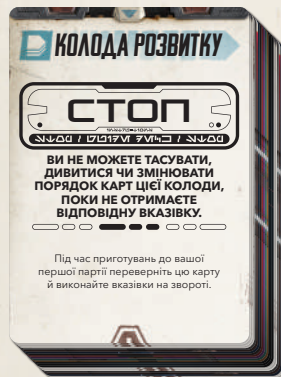 КОЛОДА РОЗВИТКУ
СТОП
ВИ НЕ МОЖЕТЕ ТАСУВАТИ,
ДИВИТИСЯ ЧИ ЗМІНЮВАТИ
ПОРЯДОК КАРТ ЦІЄЇ КОЛОДИ,
ПОКИ НЕ ОТРИМАЄТЕ
ВІДПОВІДНУ ВКАЗІВКУ.
Під час приготувань до вашої
першої партії переверніть цю карту
й виконайте вказівки на звороті.